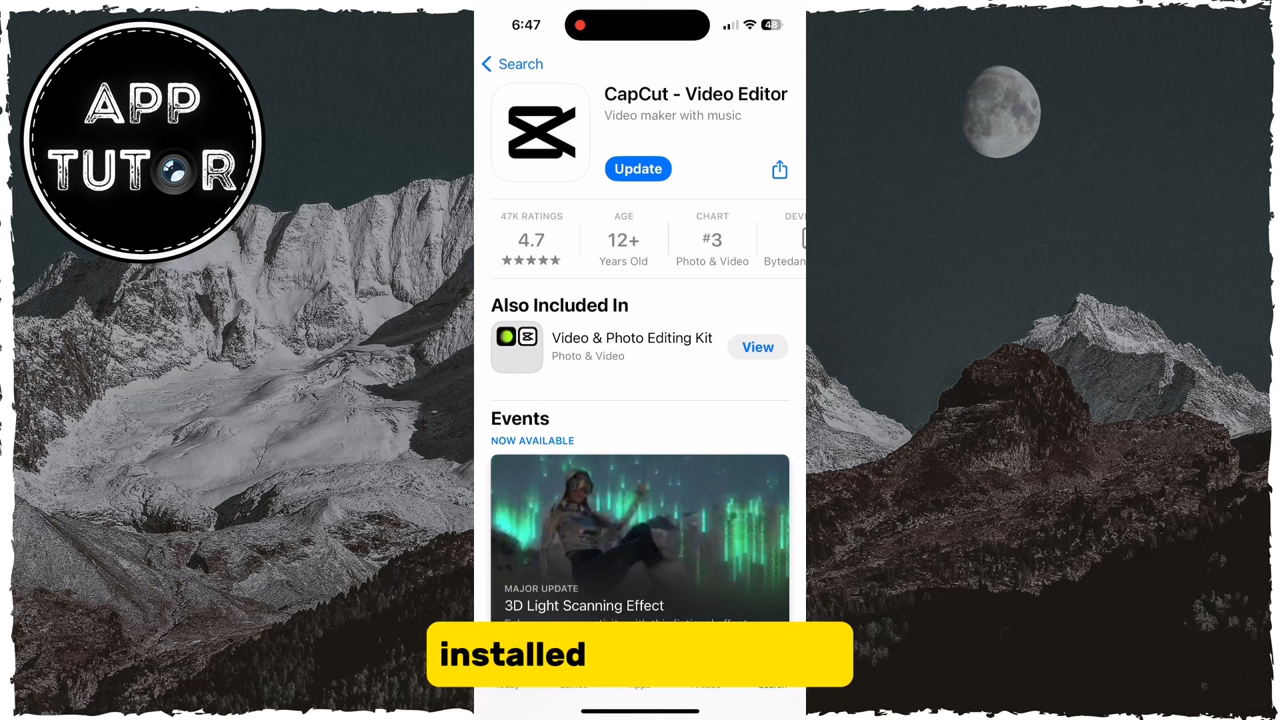 APP
TUTOR
6:47
48
Search
CapCut - Video Editor
Video maker with music
Update
47K RATINGS
AGE
CHART
DEVE
4.7
12+
#3
Years Old
Photo & Video
Bytedan
Also Included In
Video & Photo Editing Kit
Photo & Video
View
Events
NOW AVAILABLE
MAJOR UPDATE
3D Light Scanning Effect
installed